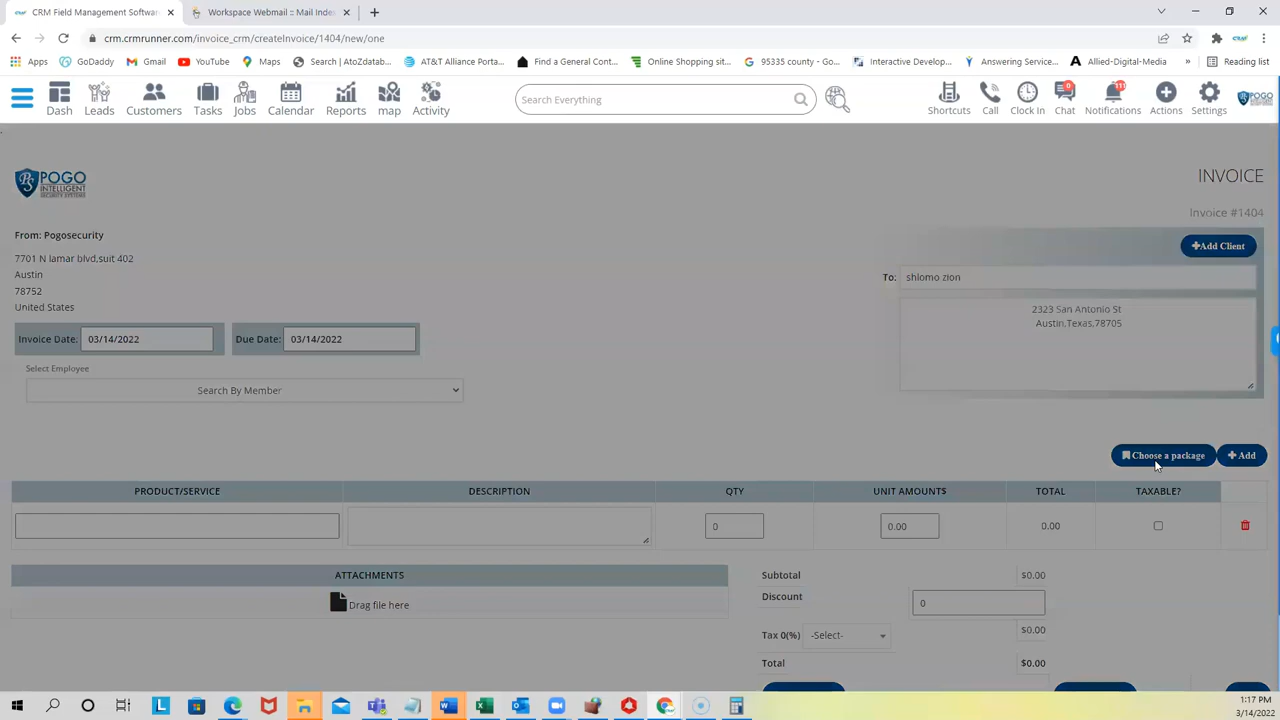 CRM Field Management Softwar
Workspace Webmail :: Mail Index
crm.crmrunner.com/invoice_crm/createInvoice/1404/new/one
Apps GoDaddy Gmail YouTube Maps Search | AtoZdatab... AT&T Alliance Porta... Find a General Cont... Online Shopping sit... 95335 county - Go... Interactive Develop... Answering Service... Allied-Digital-Media » Reading list
Dash Leads Customers Tasks Jobs Calendar Reports map Activity
Search Everything
Shortcuts Call Clock In Chat 0 Notifications 111 Actions Settings
POGO
INTELLIGENT
SECURITY SYSTEMS
INVOICE
Invoice #1404
From: Pogosecurity
+Add Client
7701 N lamar blvd,suit 402
Austin
78752
United States
To: shlomo zion
2323 San Antonio St
Austin,Texas,78705
Invoice Date: 03/14/2022 Due Date: 03/14/2022
Select Employee
Search By Member
Choose a package + Add
PRODUCT/SERVICE DESCRIPTION QTY UNIT AMOUNT$ TOTAL TAXABLE?
0 0.00 0.00
ATTACHMENTS
Drag file here
Subtotal $0.00
Discount 0
Tax 0(%) -Select- $0.00
Total $0.00
1:17 PM
3/14/2022